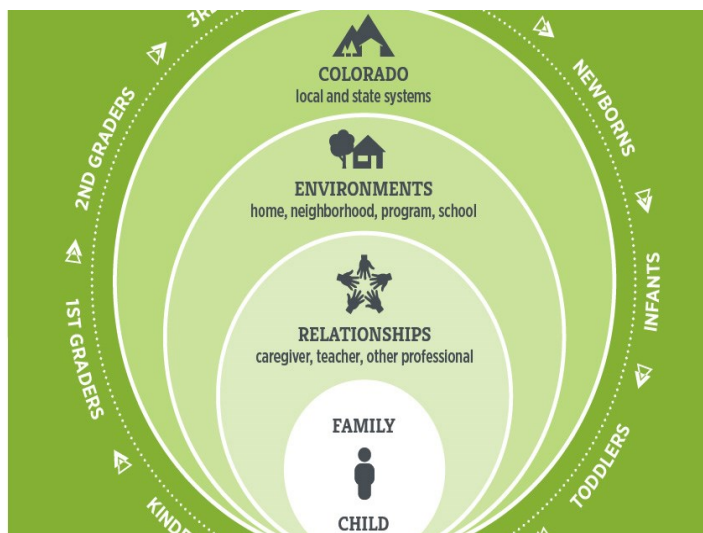 COLORADO
local and state systems
ENVIRONMENTS
home, neighborhood, program, school
RELATIONSHIPS
caregiver, teacher, other professional
FAMILY
CHILD
NEWBORNS
INFANTS
TODDLERS
1ST GRADERS
2ND GRADERS